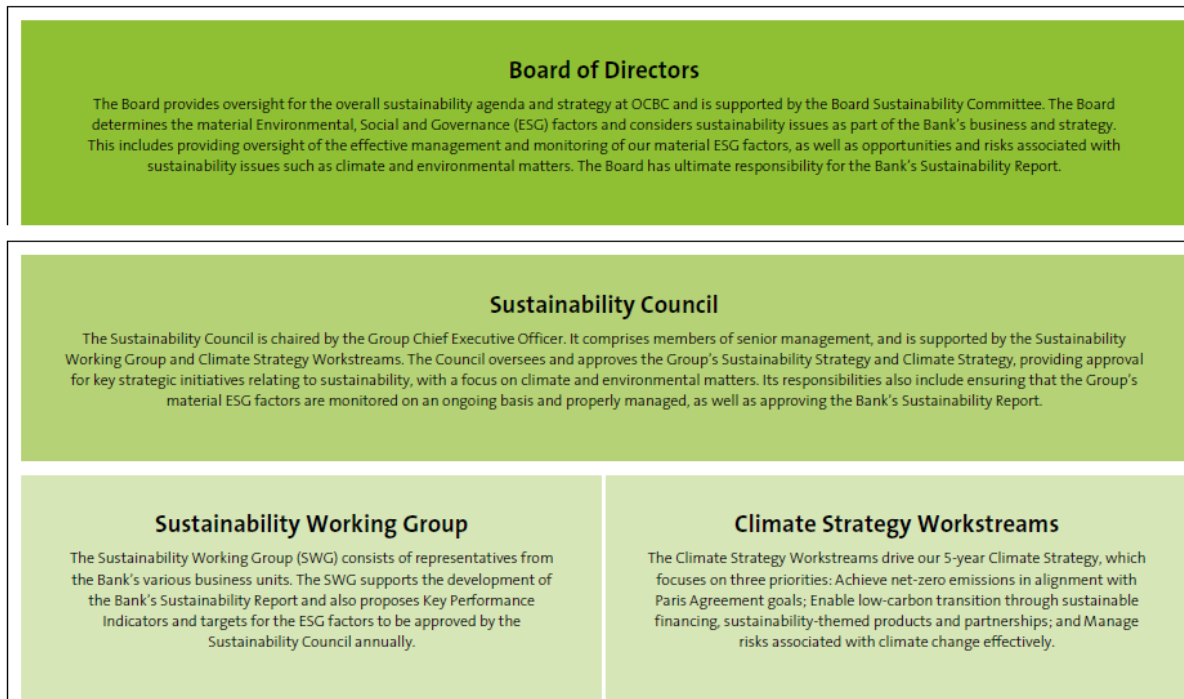 Board of Directors
The Board provides oversight for the overall sustainability agenda and strategy at OCBC and is supported by the Board Sustainability Committee. The Board
determines the material Environmental, Social and Governance (ESG) factors and considers sustainability issues as part of the Bank's business and strategy.
This includes providing oversight of the effective management and monitoring of our material ESG factors, as well as opportunities and risks associated with
sustainability issues such as climate and environmental matters. The Board has ultimate responsibility for the Bank's Sustainability Report.
Sustainability Council
The Sustainability Council is chaired by the Group Chief Executive Officer. It comprises members of senior management, and is supported by the Sustainability
Working Group and Climate Strategy Workstreams. The Council oversees and approves the Group's Sustainability Strategy and Climate Strategy, providing approval
for key strategic initiatives relating to sustainability, with a focus on climate and environmental matters. Its responsibilities also include ensuring that the Group's
material ESG factors are monitored on an ongoing basis and properly managed, as well as approving the Bank's Sustainability Report.
Sustainability Working Group
The Sustainability Working Group (SWG) consists of representatives from
the Bank's various business units. The SWG supports the development of
the Bank's Sustainability Report and also proposes Key Performance
Indicators and targets for the ESG factors to be approved by the
Sustainability Council annually.
Climate Strategy Workstreams
The Climate Strategy Workstreams drive our 5-year Climate Strategy, which
focuses on three priorities: Achieve net-zero emissions in alignment with
Paris Agreement goals; Enable low-carbon transition through sustainable
financing, sustainability-themed products and partnerships; and Manage
risks associated with climate change effectively.